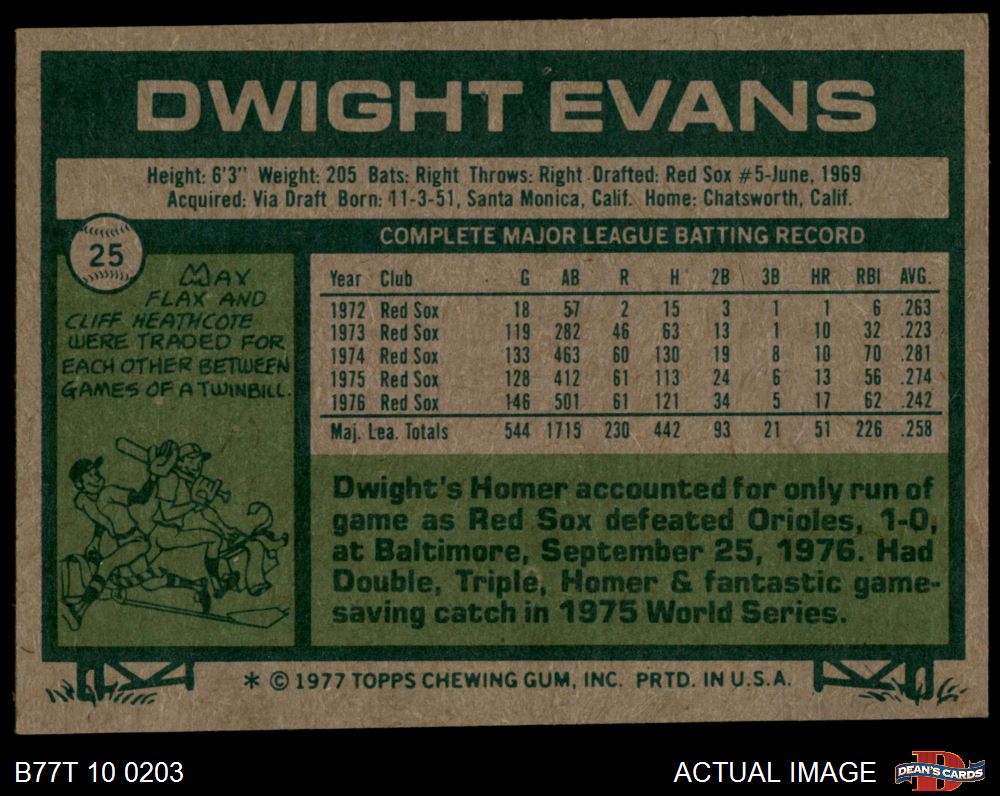 DWIGHT EVANS
Height: 6'3" Weight: 205 Bats: Right Throws: Right Drafted: Red Sox #5-June, 1969
Acquired: Via Draft Born: 11-3-51, Santa Monica, Calif. Home: Chatsworth, Calif.
25
MAX
FLAX AND
CLIFF HEATHCOTE
WERE TRADED FOR
EACH OTHER BETWEEN
GAMES OF A TWINBILL.
COMPLETE MAJOR LEAGUE BATTING RECORD
Year Club G AB R H 2B 3B HR RBI AVG.
1972 Red Sox 18 57 2 15 3 1 1 6 .263
1973 Red Sox 119 282 46 63 13 1 10 32 .223
1974 Red Sox 133 463 60 130 19 8 10 70 .281
1975 Red Sox 128 412 61 113 24 6 13 56 .274
1976 Red Sox 146 501 61 121 34 5 17 62 .242
Maj. Lea. Totals 544 1715 230 442 93 21 51 226 .258
Dwight's Homer accounted for only run of
game as Red Sox defeated Orioles, 1-0,
at Baltimore, September 25, 1976. Had
Double, Triple, Homer & fantastic game-
saving catch in 1975 World Series.
* © 1977 TOPPS CHEWING GUM, INC. PRTD. IN U.S.A.
B77T 10 0203
ACTUAL IMAGE
D
DEAN'S CARDS